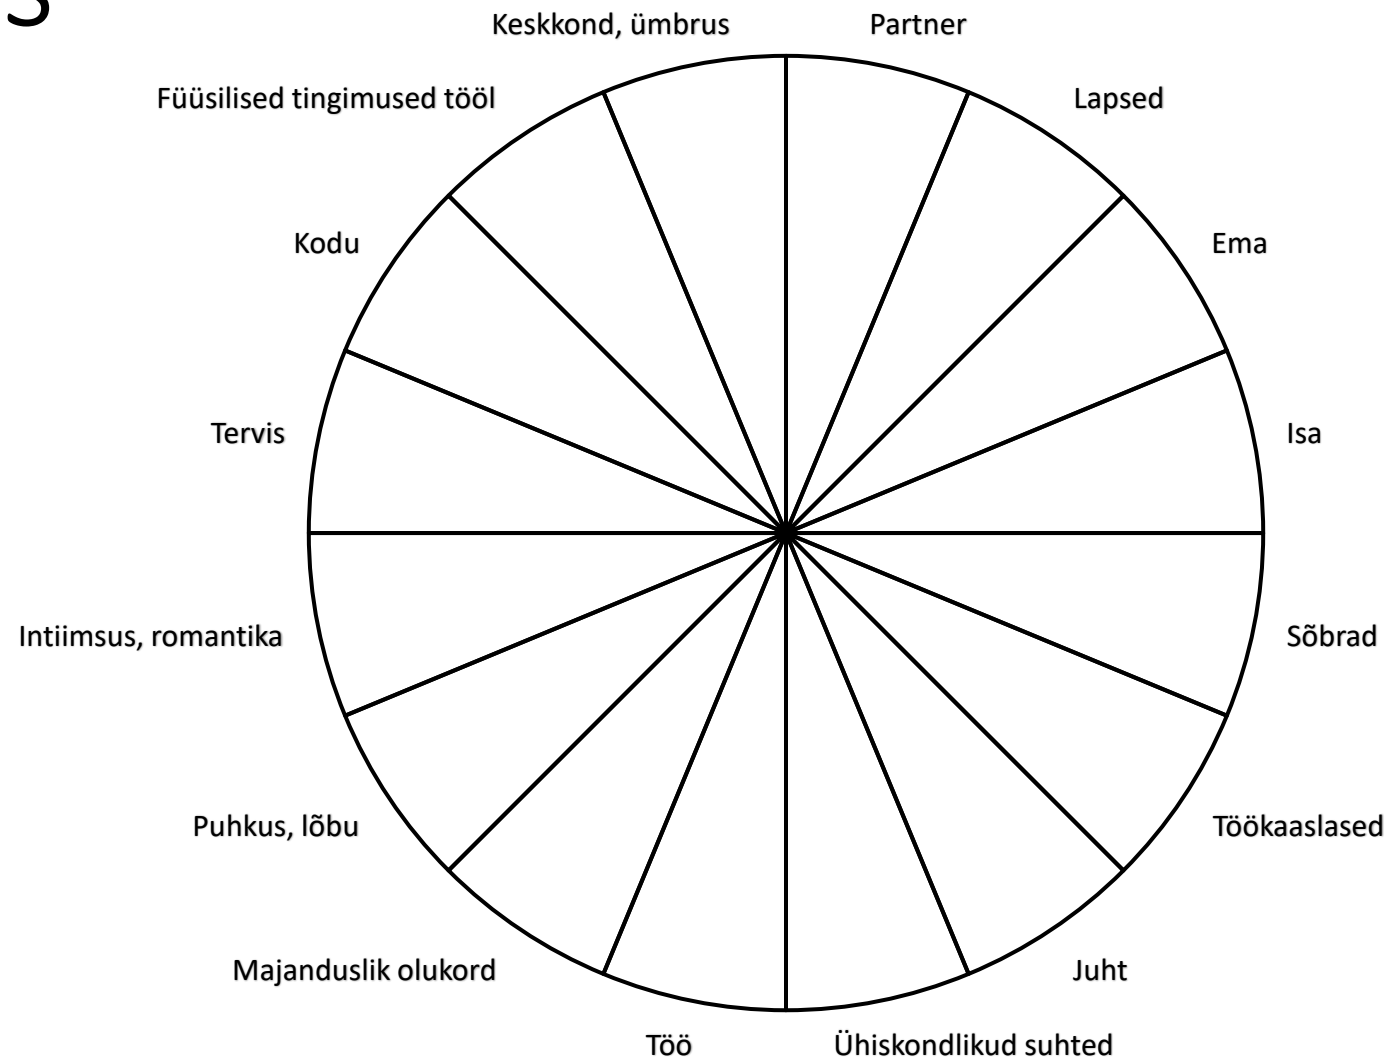 Keskkond, ümbrus
Partner
Füüsilised tingimused tööl
Lapsed
Kodu
Ema
Tervis
Isa
Intiimsus, romantika
Sõbrad
Puhkus, lõbu
Töökaaslased
Majanduslik olukord
Juht
Töö
Ühiskondlikud suhted